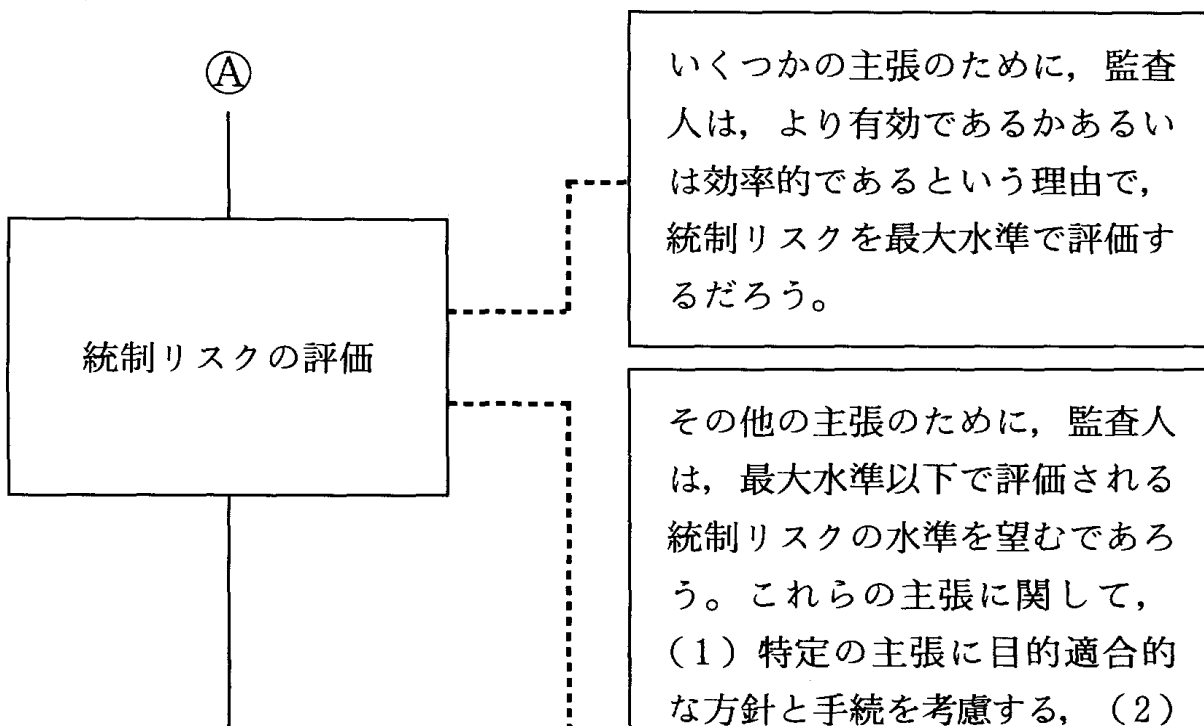 Ⓐ
いくつかの主張のために，監査
人は，より有効であるかあるい
は効率的であるという理由で，
統制リスクを最大水準で評価す
るだろう。
統制リスクの評価
その他の主張のために，監査人
は，最大水準以下で評価される
統制リスクの水準を望むであろ
う。これらの主張に関して，
（1）特定の主張に目的適合的
な方針と手続を考慮する，（2）